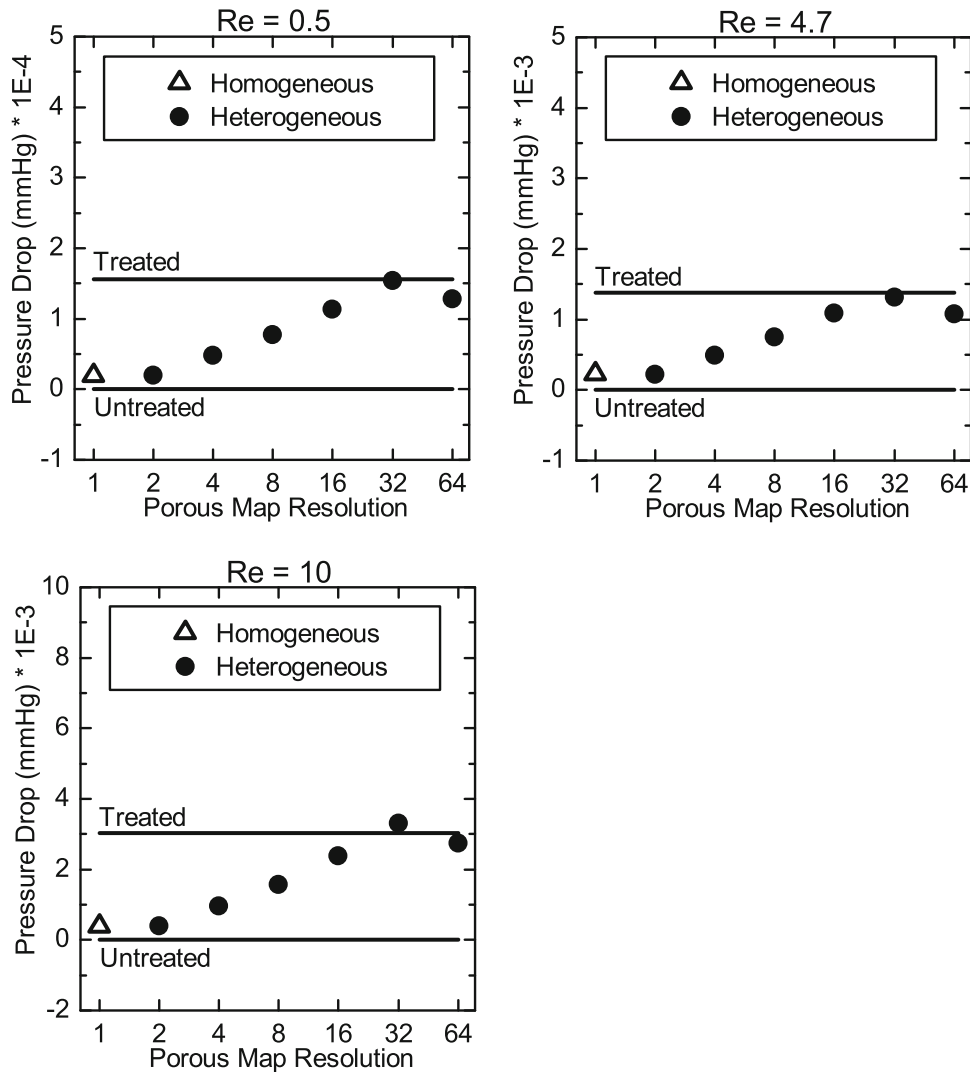 Re = 0.5
Pressure Drop (mmHg) * 1E-4
5
4
3
2
1
0
-1
Homogeneous
Heterogeneous
Treated
Untreated
1 2 4 8 16 32 64
Porous Map Resolution
Re = 4.7
Pressure Drop (mmHg) * 1E-3
5
4
3
2
1
0
-1
Homogeneous
Heterogeneous
Treated
Untreated
1 2 4 8 16 32 64
Porous Map Resolution
Re = 10
Pressure Drop (mmHg) * 1E-3
10
8
6
4
2
0
-2
Homogeneous
Heterogeneous
Treated
Untreated
1 2 4 8 16 32 64
Porous Map Resolution